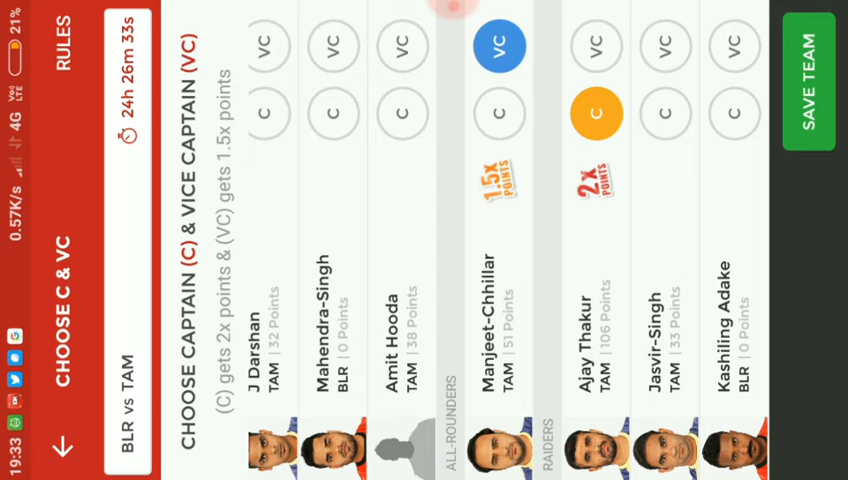 19:33 0.57K/s 4G VoLTE 21%
← CHOOSE C & VC RULES
BLR vs TAM 24h 26m 33s
CHOOSE CAPTAIN (C) & VICE CAPTAIN (VC)
(C) gets 2x points & (VC) gets 1.5x points
J Darshan
TAM | 32 Points
C VC
Mahendra-Singh
BLR | 0 Points
C VC
Amit Hooda
TAM | 38 Points
C VC
ALL-ROUNDERS
Manjeet-Chhillar
TAM | 51 Points
1.5x
POINTS
C VC
RAIDERS
Ajay Thakur
TAM | 106 Points
2x
POINTS
C VC
Jasvir-Singh
TAM | 33 Points
C VC
Kashiling Adake
BLR | 0 Points
C VC
SAVE TEAM